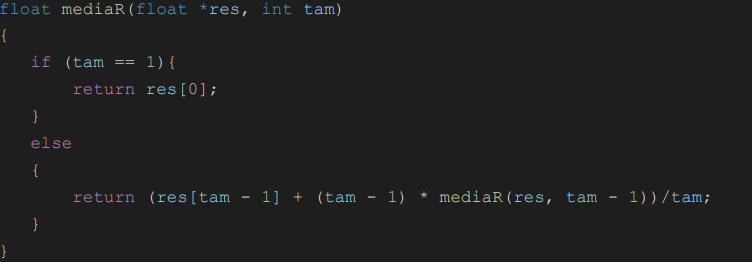 float mediaR(float *res, int tam)
{
   if (tam == 1){
       return res[0];
   }
   else
   {
       return (res[tam - 1] + (tam - 1) * mediaR(res, tam - 1))/tam;
   }
}